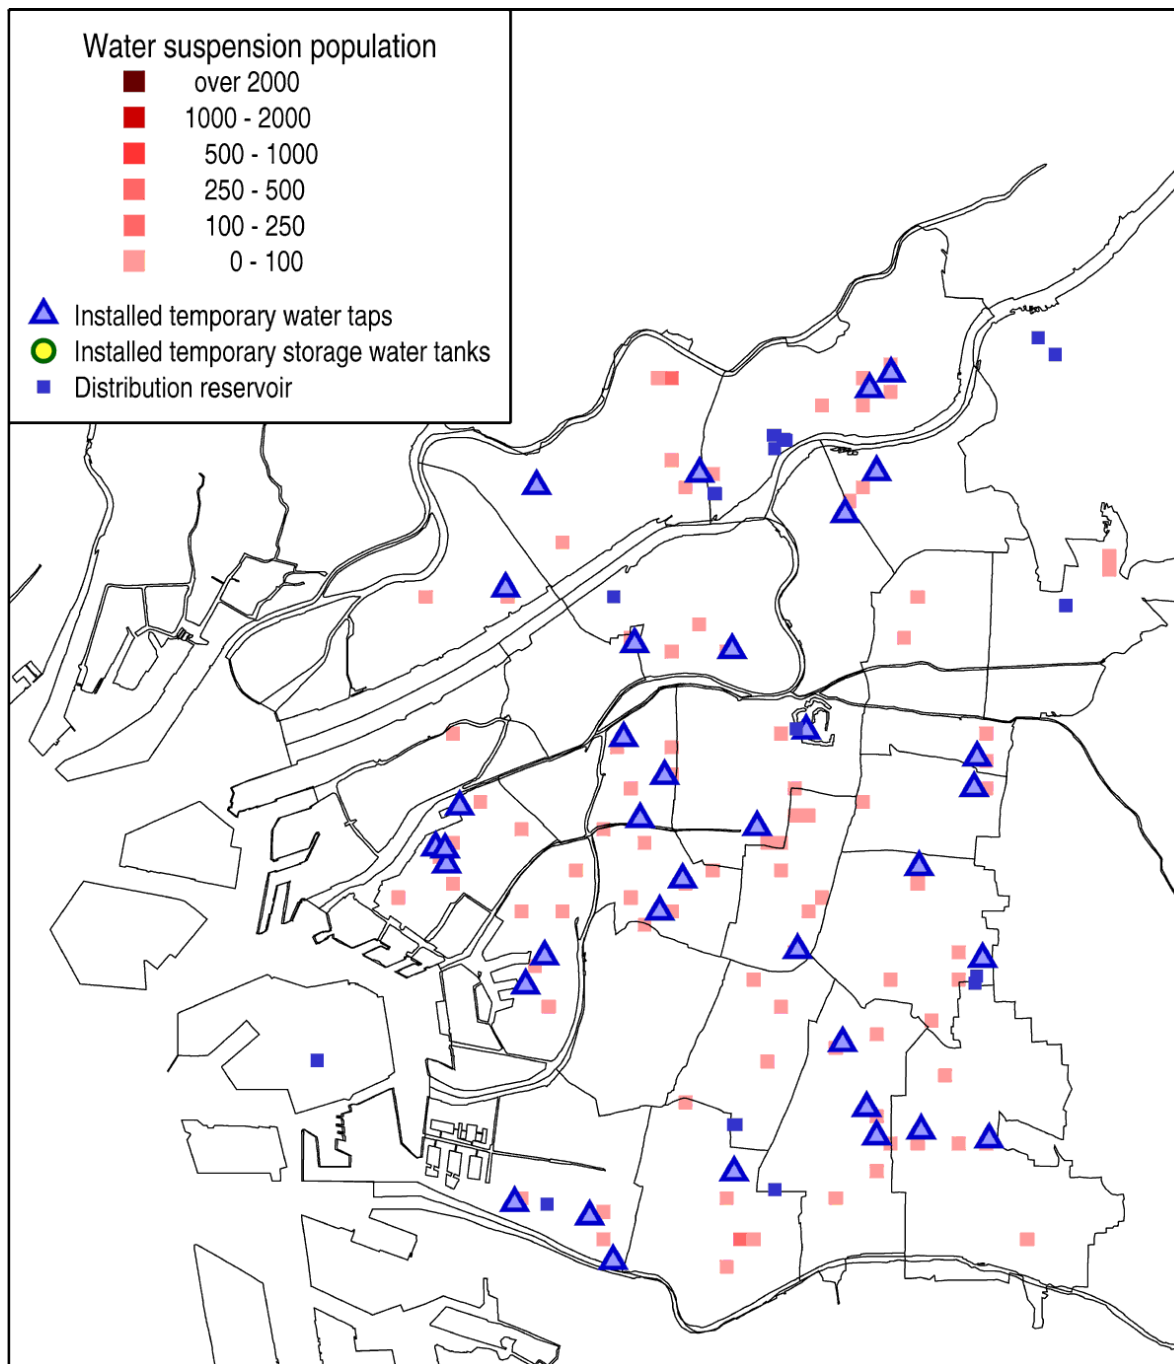 Water suspension population
over 2000
1000 - 2000
500 - 1000
250 - 500
100 - 250
0 - 100
Installed temporary water taps
Installed temporary storage water tanks
Distribution reservoir